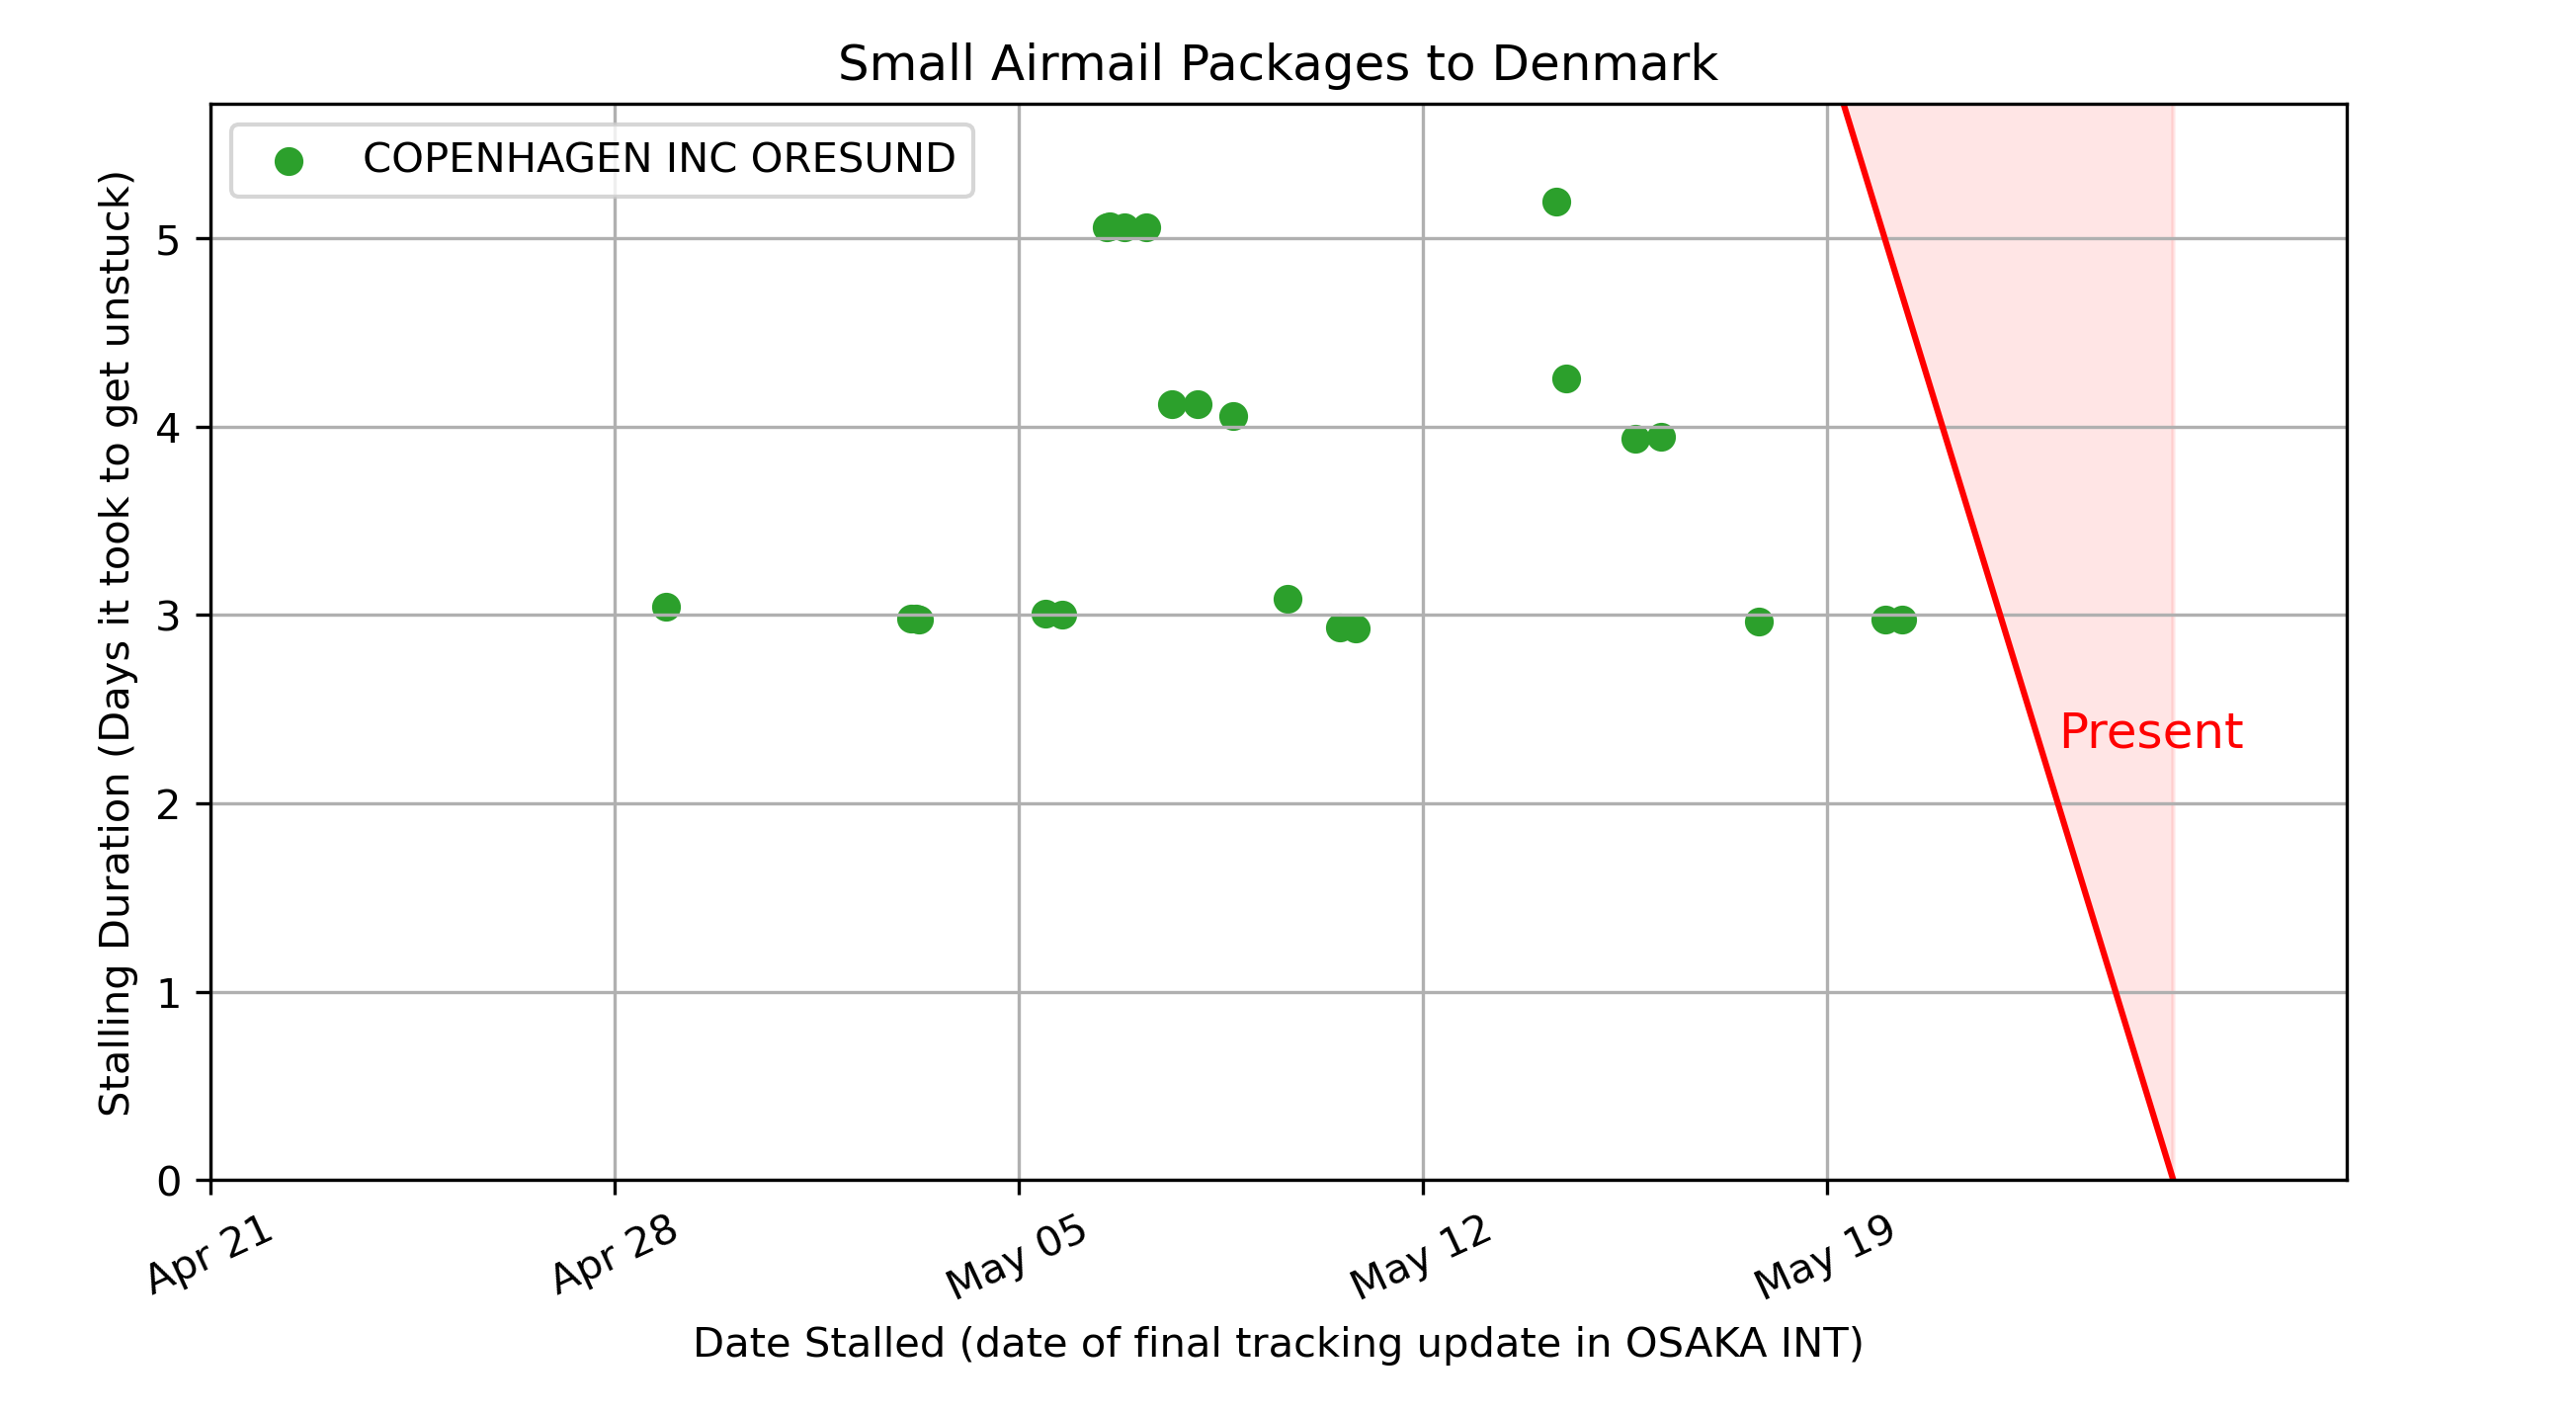 Small Airmail Packages to Denmark
COPENHAGEN INC ORESUND
Stalling Duration (Days it took to get unstuck)
5
4
3
2
1
0
Present
Apr 21
Apr 28
May 05
May 12
May 19
Date Stalled (date of final tracking update in OSAKA INT)